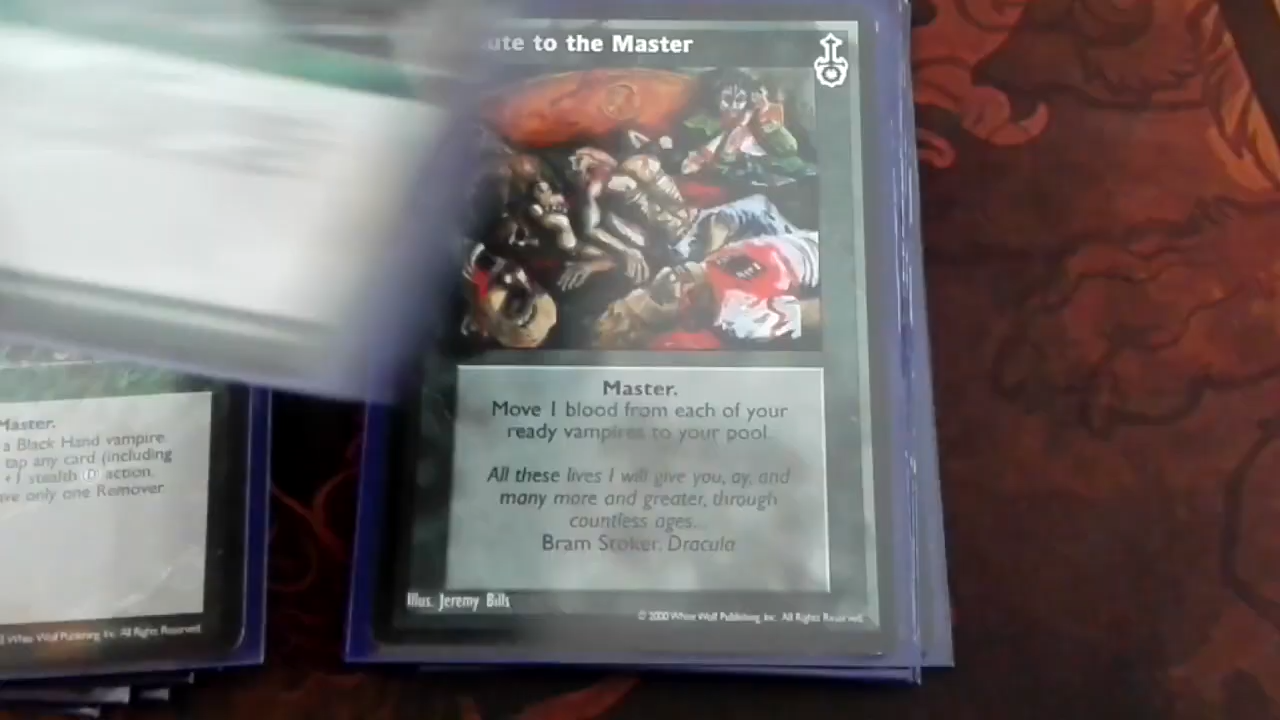 ute to the Master
Master.
Move 1 blood from each of your
ready vampires to your pool.
All these lives I will give you, ay, and
many more and greater, through
countless ages...
Bram Stoker, Dracula
Illus. Jeremy Bills
© 2000 White Wolf Publishing, Inc. All Rights Reserved.
Master.
a Black Hand vampire
tap any card (including
+1 stealth D action.
ve only one Remover
White Wolf Publishing, Inc. All Rights Reserved.